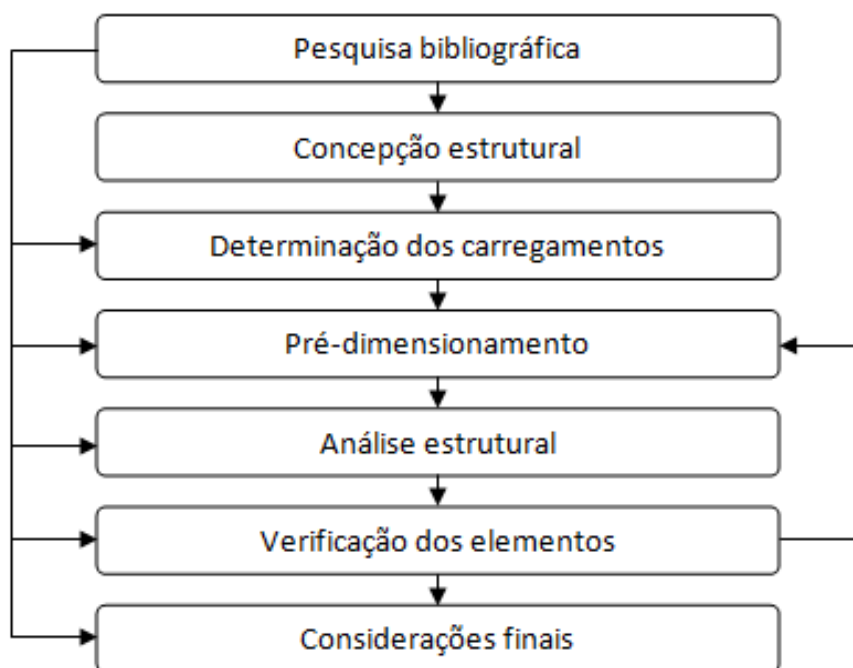 Pesquisa bibliográfica
Concepção estrutural
Determinação dos carregamentos
Pré-dimensionamento
Análise estrutural
Verificação dos elementos
Considerações finais